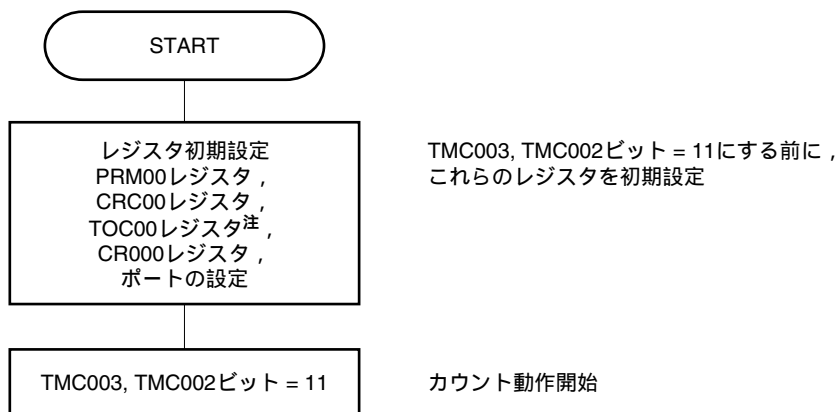 START
レジスタ初期設定
PRM00レジスタ，
CRC00レジスタ，
TOC00レジスタ注，
CR000レジスタ，
ポートの設定
TMC003, TMC002ビット = 11にする前に，
これらのレジスタを初期設定
TMC003, TMC002ビット = 11
カウント動作開始